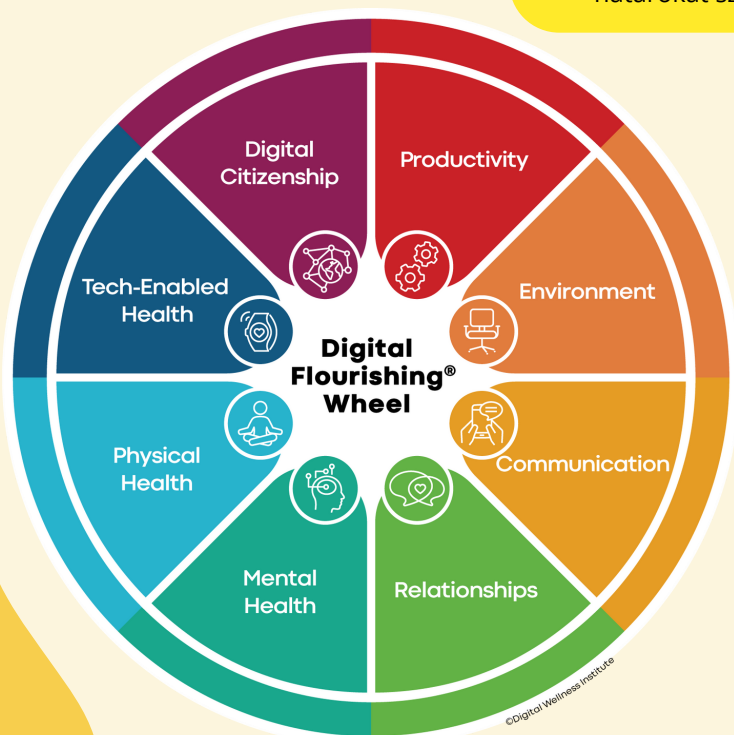 Digital
Citizenship
Productivity
Tech-Enabled
Health
Environment
Digital
Flourishing®
Wheel
Physical
Health
Communication
Mental
Health
Relationships
©Digital Wellness Institute